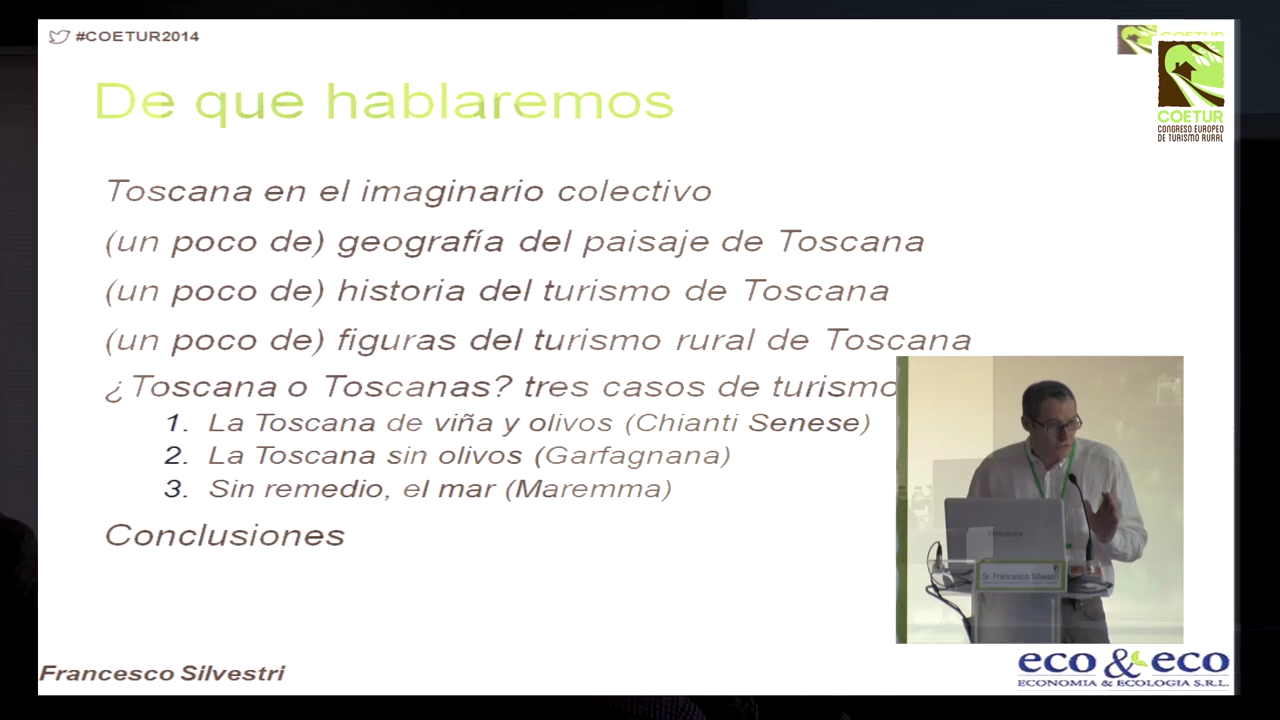 #COETUR2014
COETUR
COETUR
CONGRESO EUROPEO
DE TURISMO RURAL
De que hablaremos
Toscana en el imaginario colectivo
(un poco de) geografía del paisaje de Toscana
(un poco de) historia del turismo de Toscana
(un poco de) figuras del turismo rural de Toscana
¿Toscana o Toscanas? tres casos de turismo
1. La Toscana de viña y olivos (Chianti Senese)
2. La Toscana sin olivos (Garfagnana)
3. Sin remedio, el mar (Maremma)
Conclusiones
TOSHIBA
Sr. Francesco Silvestri
Francesco Silvestri
eco & eco
ECONOMIA & ECOLOGIA S.R.L.